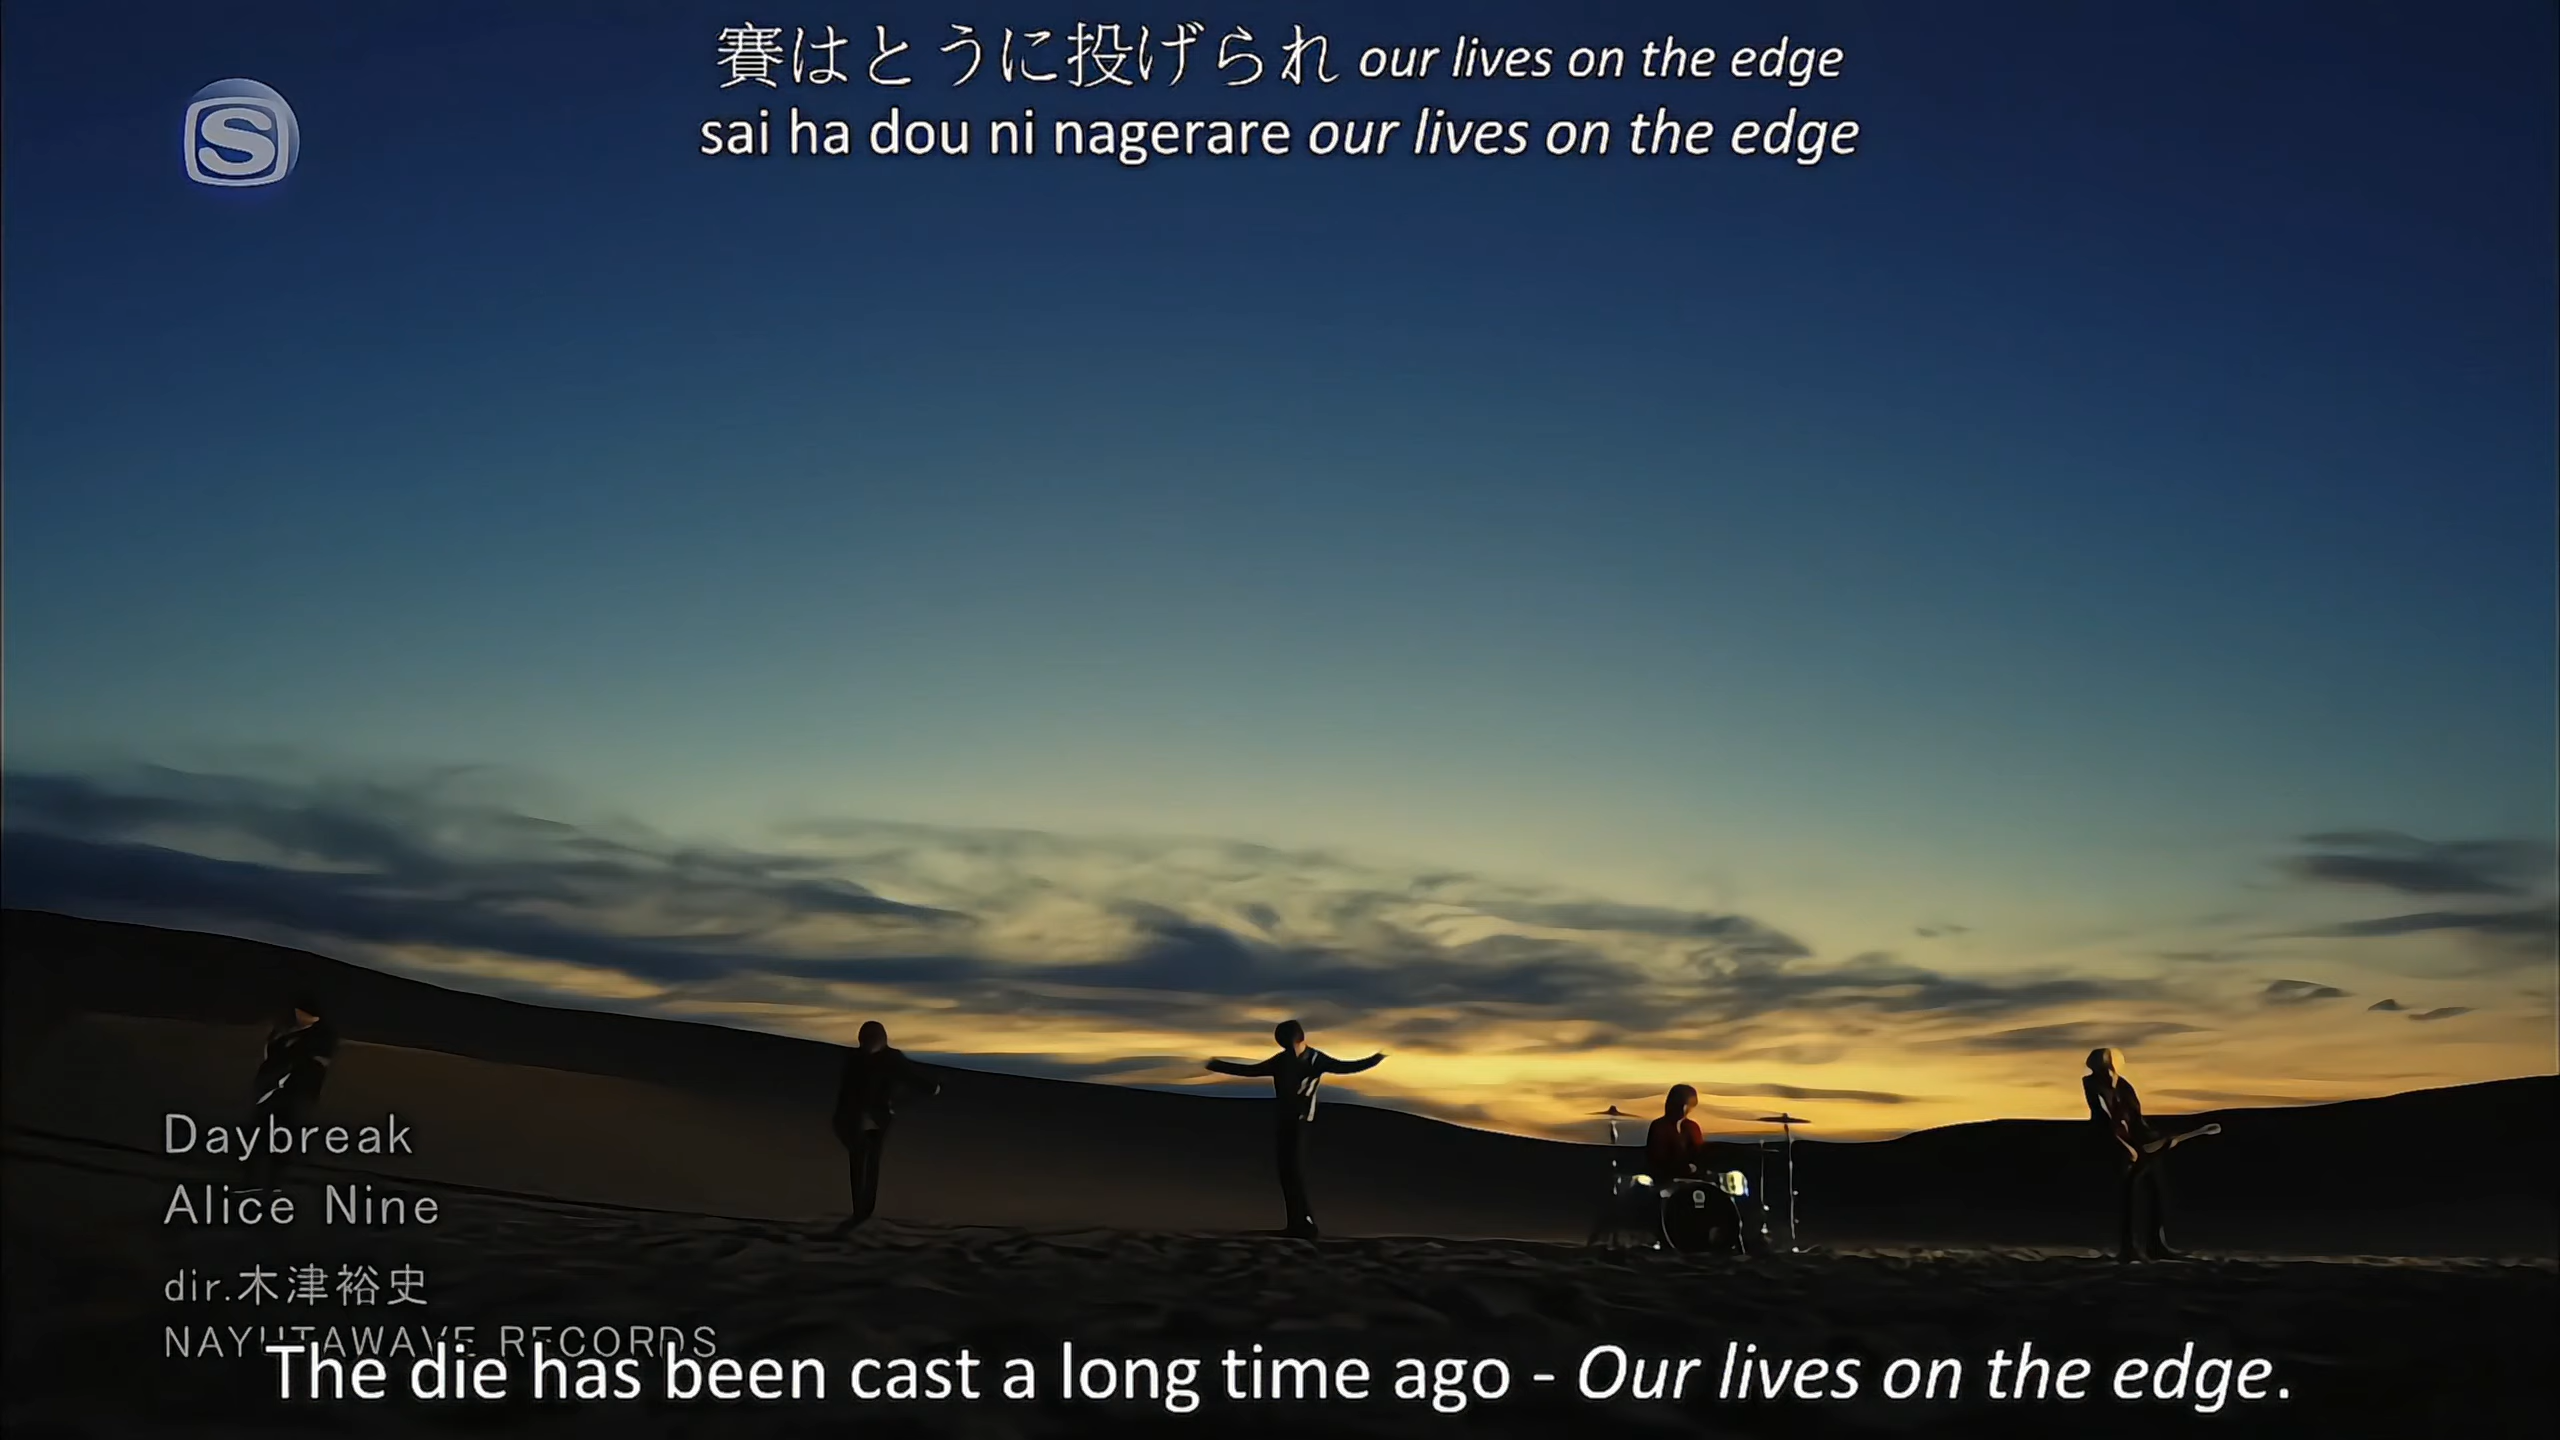 賽はとうに投げられ our lives on the edge
sai ha dou ni nagerare our lives on the edge
S
Daybreak
Alice Nine
dir.木津裕史
NAYUTAWAVE RECORDS
The die has been cast a long time ago - Our lives on the edge.